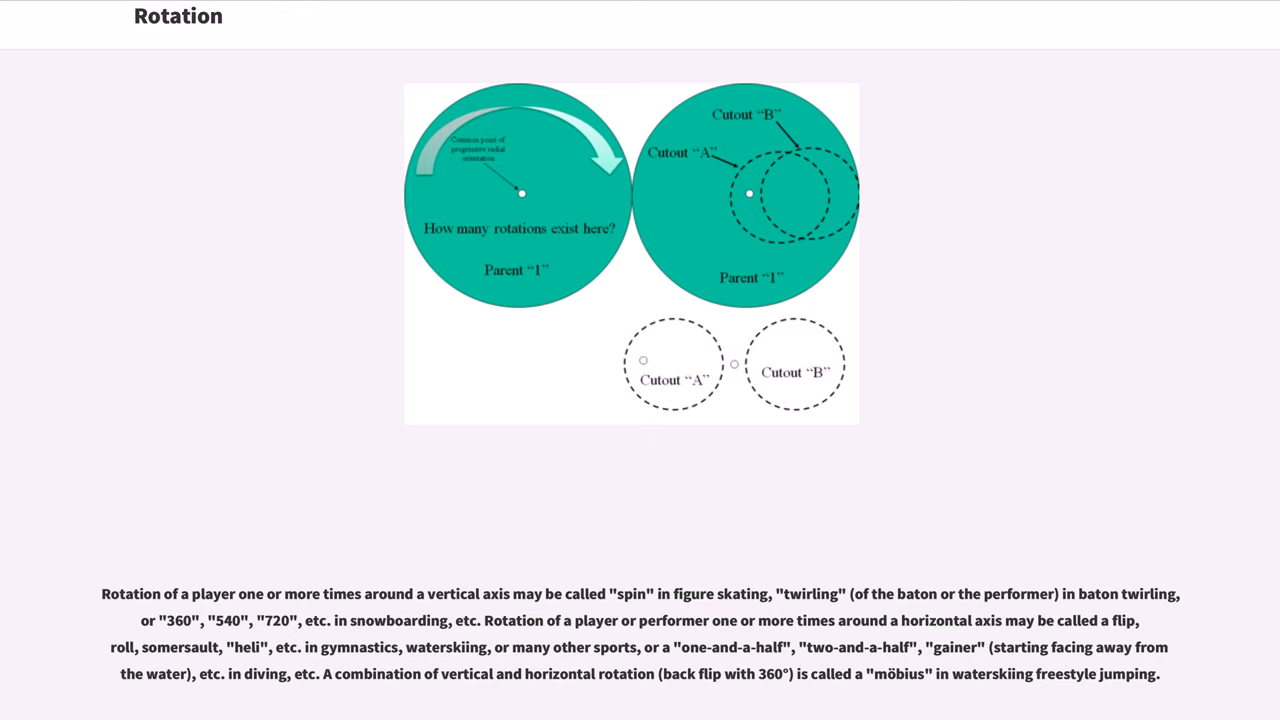 Rotation
Common point of
progressive radial
orientation
How many rotations exist here?
Parent “1”
Cutout “B”
Cutout “A”
Parent “1”
Cutout “A”
Cutout “B”
Rotation of a player one or more times around a vertical axis may be called "spin" in figure skating, "twirling" (of the baton or the performer) in baton twirling,
or "360", "540", "720", etc. in snowboarding, etc. Rotation of a player or performer one or more times around a horizontal axis may be called a flip,
roll, somersault, "heli", etc. in gymnastics, waterskiing, or many other sports, or a "one-and-a-half", "two-and-a-half", "gainer" (starting facing away from
the water), etc. in diving, etc. A combination of vertical and horizontal rotation (back flip with 360°) is called a "möbius" in waterskiing freestyle jumping.